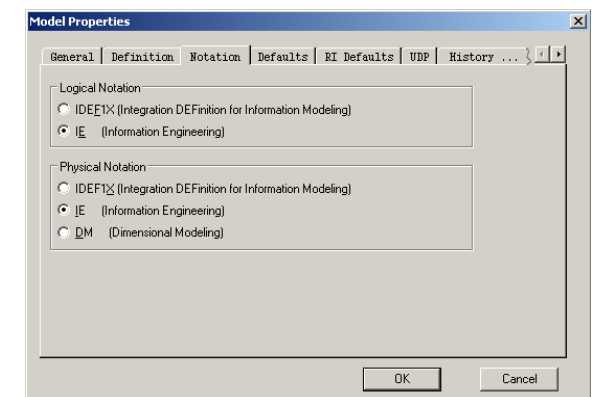 Model Properties
General Definition Notation Defaults RI Defaults UDP History ...
Logical Notation
IDEF1X (Integration DEFinition for Information Modeling)
IE (Information Engineering)
Physical Notation
IDEF1X (Integration DEFinition for Information Modeling)
IE (Information Engineering)
DM (Dimensional Modeling)
OK Cancel